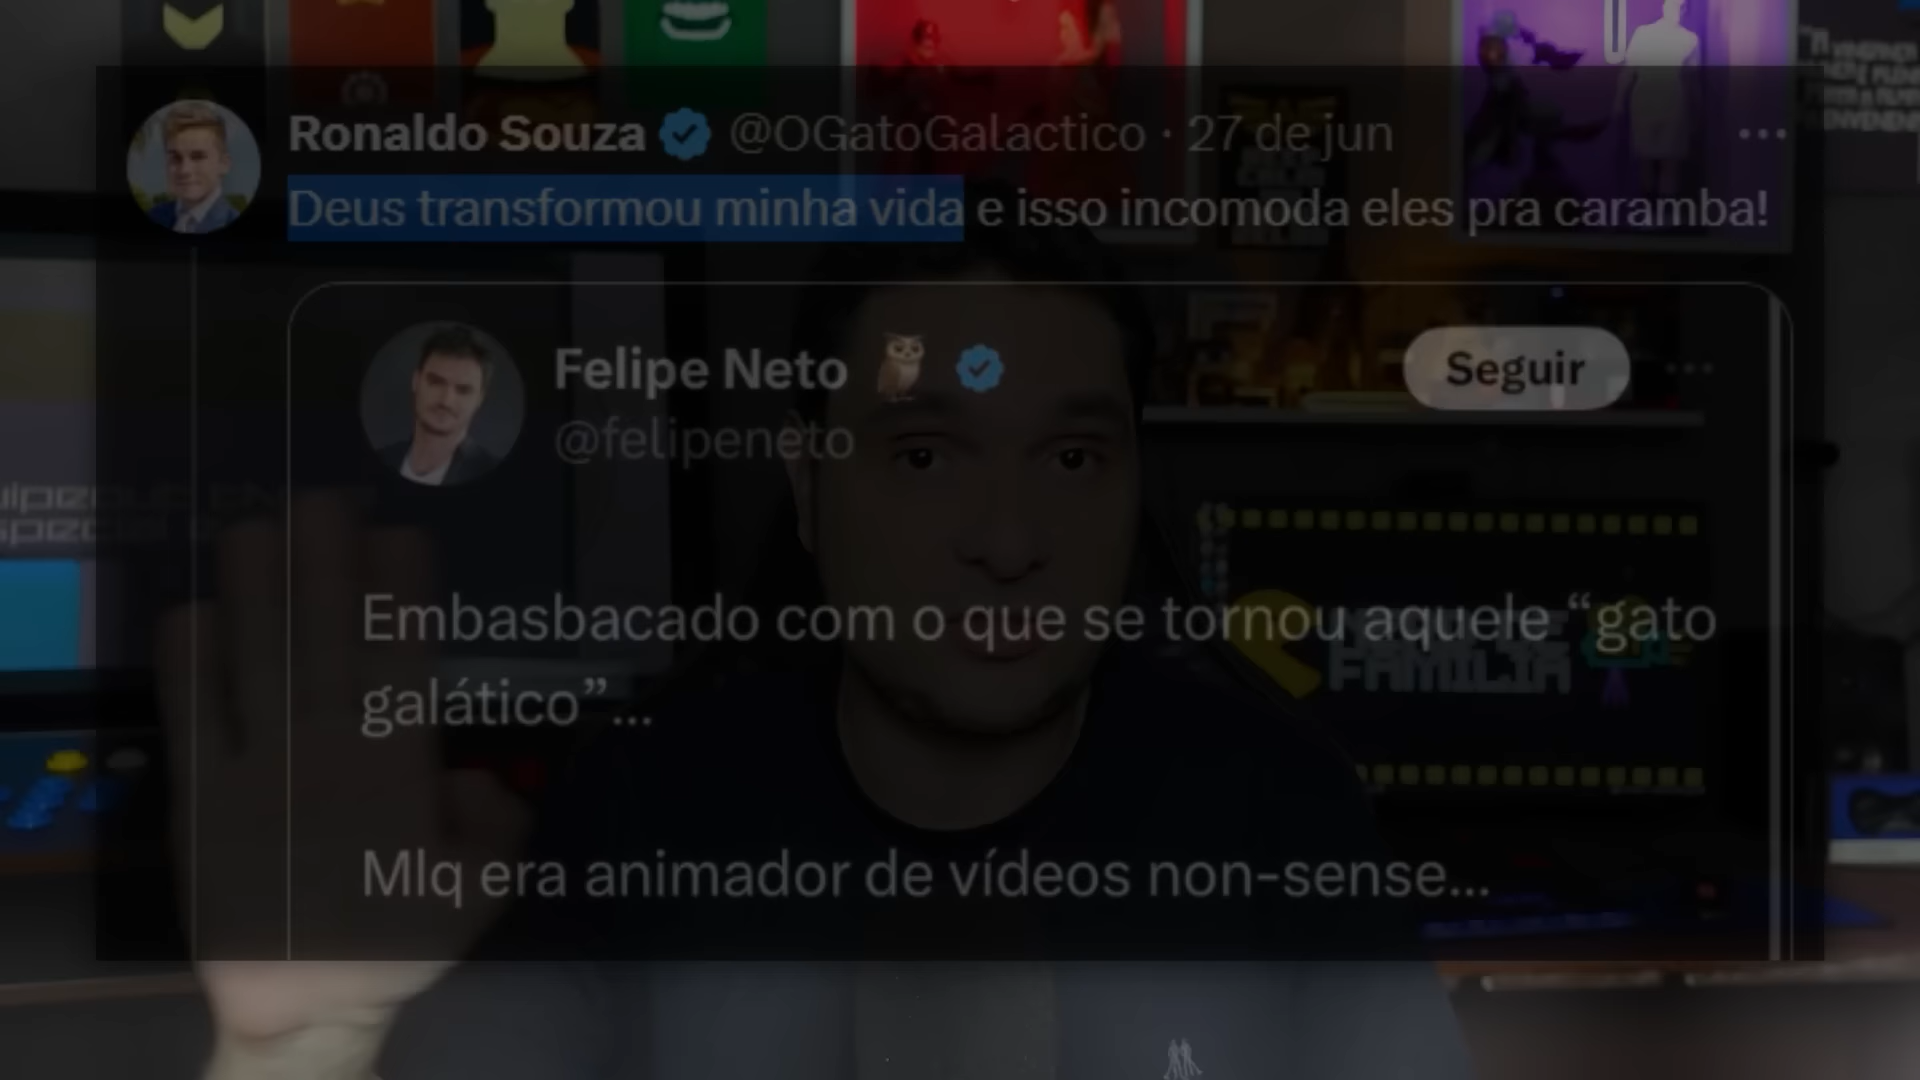 Ronaldo Souza @OGatoGalactico · 27 de jun
Deus transformou minha vida e isso incomoda eles pra caramba!
Felipe Neto
Seguir
@felipeneto
Embasbacado com o que se tornou aquele “gato
galático”...
Mlq era animador de vídeos non-sense...
FAMILIA